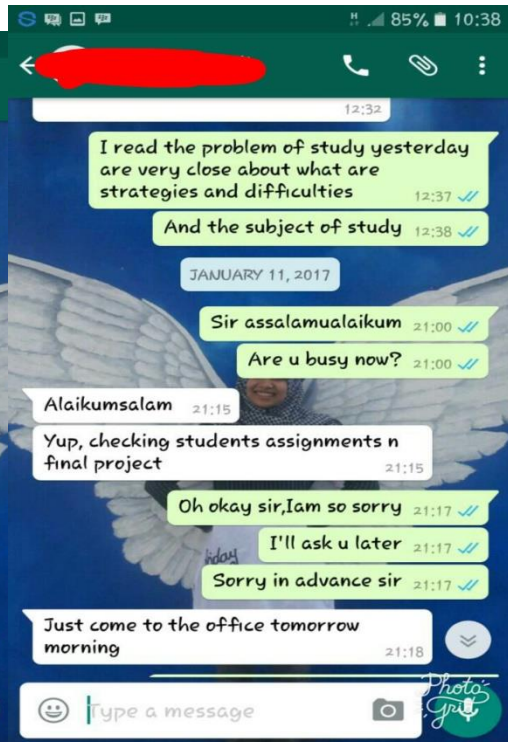 85% 10:38
12:32
I read the problem of study yesterday
are very close about what are
strategies and difficulties 12:37
And the subject of study 12:38
JANUARY 11, 2017
Sir assalamualaikum 21:00
Are u busy now? 21:00
Alaikumsalam 21:15
Yup, checking students assignments n
final project 21:15
Oh okay sir,Iam so sorry 21:17
I'll ask u later 21:17
Sorry in advance sir 21:17
Just come to the office tomorrow
morning 21:18
Type a message
Photo
Grid